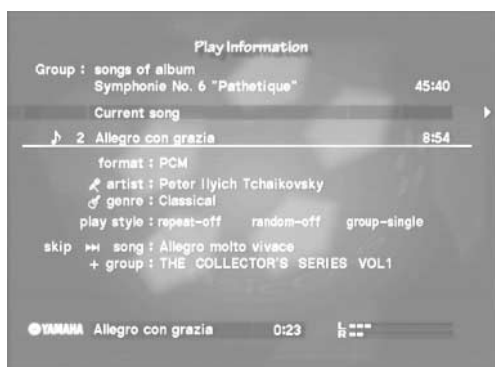 Play Information
Group : songs of album
Symphonie No. 6 "Pathetique" 45:40
Current song
2 Allegro con grazia 8:54
format : PCM
artist : Peter Ilyich Tchaikovsky
genre : Classical
play style : repeat-off random-off group-single
skip song : Allegro molto vivace
+ group : THE COLLECTOR'S SERIES VOL1
YAMAHA Allegro con grazia 0:23 L
R